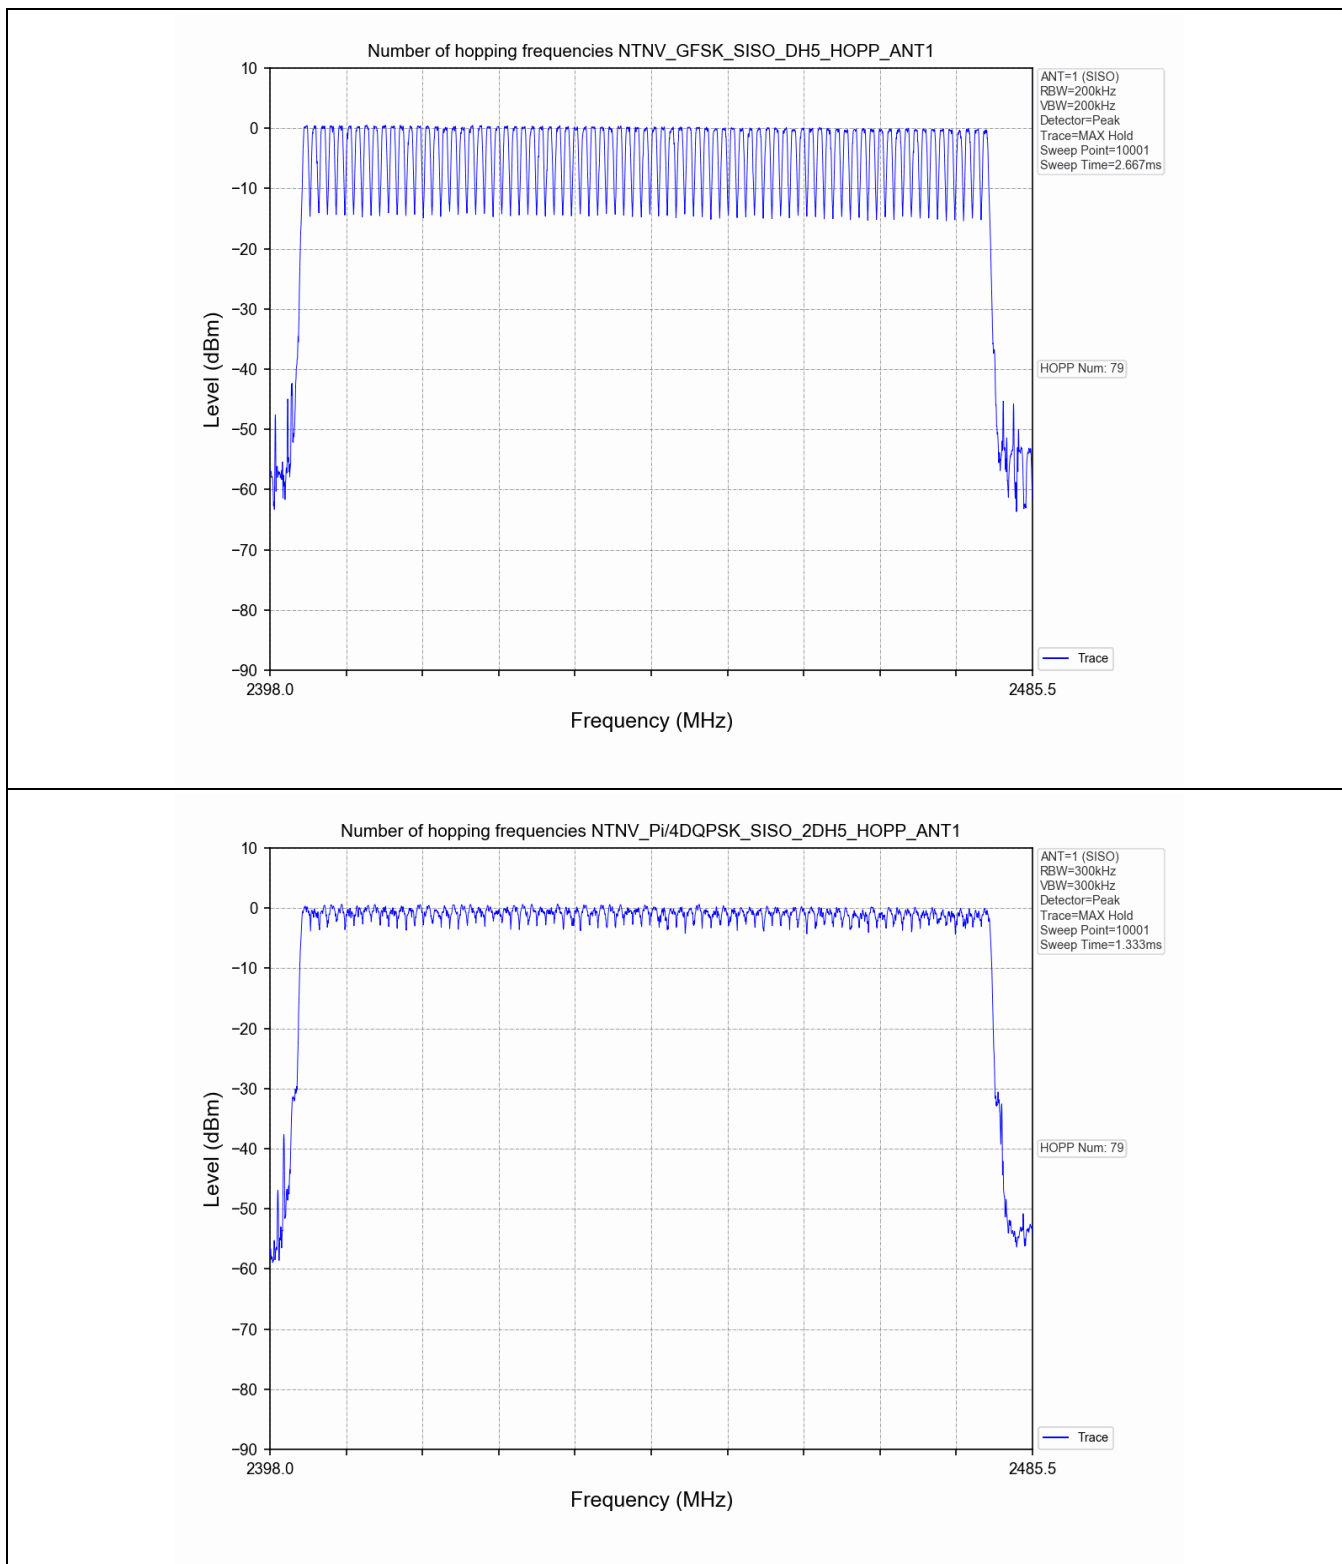 Number of hopping frequencies NTNV_GFSK_SISO_DH5_HOPP_ANT1
10
0
−10
−20
−30
−40
−50
−60
−70
−80
−90
Level (dBm)
2398.0
2485.5
Frequency (MHz)
ANT=1 (SISO)
RBW=200kHz
VBW=200kHz
Detector=Peak
Trace=MAX Hold
Sweep Point=10001
Sweep Time=2.667ms
HOPP Num: 79
Trace
Number of hopping frequencies NTNV_Pi/4DQPSK_SISO_2DH5_HOPP_ANT1
10
0
−10
−20
−30
−40
−50
−60
−70
−80
−90
Level (dBm)
2398.0
2485.5
Frequency (MHz)
ANT=1 (SISO)
RBW=300kHz
VBW=300kHz
Detector=Peak
Trace=MAX Hold
Sweep Point=10001
Sweep Time=1.333ms
HOPP Num: 79
Trace